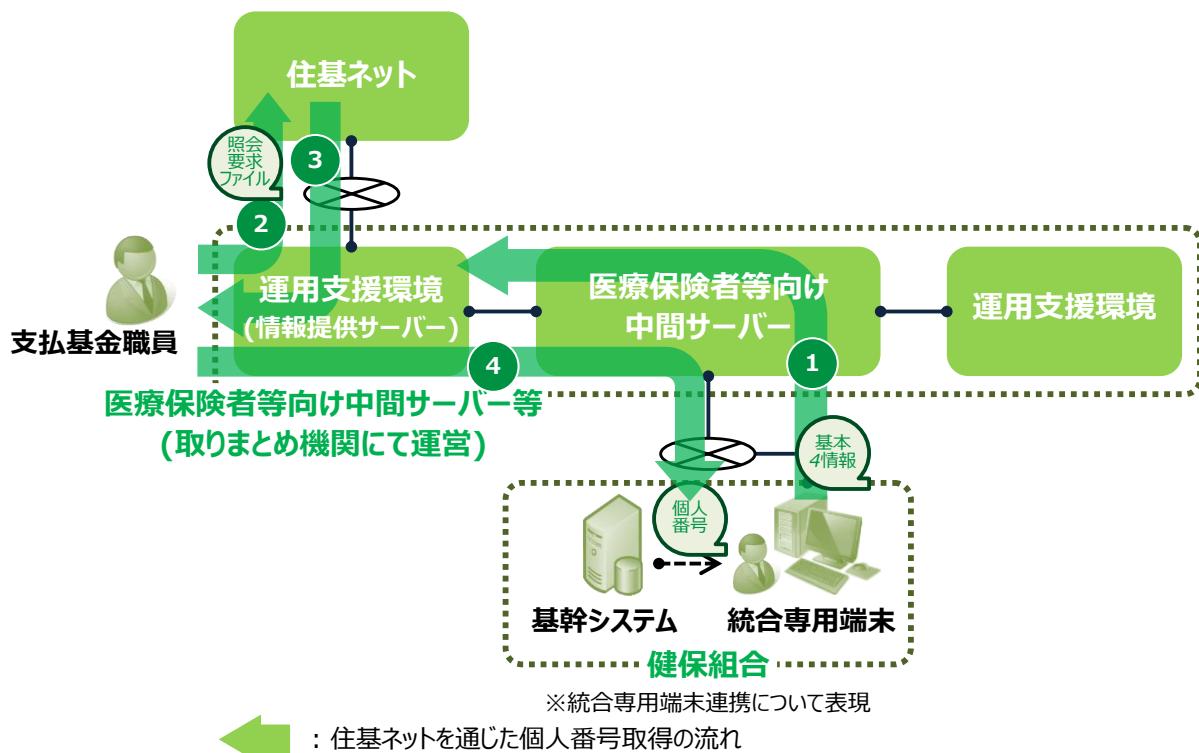 住基ネット
照会
要求
ファイル
3
2
運用支援環境
(情報提供サーバー)
医療保険者等向け
中間サーバー
運用支援環境
支払基金職員
4
1
医療保険者等向け中間サーバー等
(取りまとめ機関にて運営)
基本
4情報
個人
番号
基幹システム
統合専用端末
健保組合
※統合専用端末連携について表現
：住基ネットを通じた個人番号取得の流れ